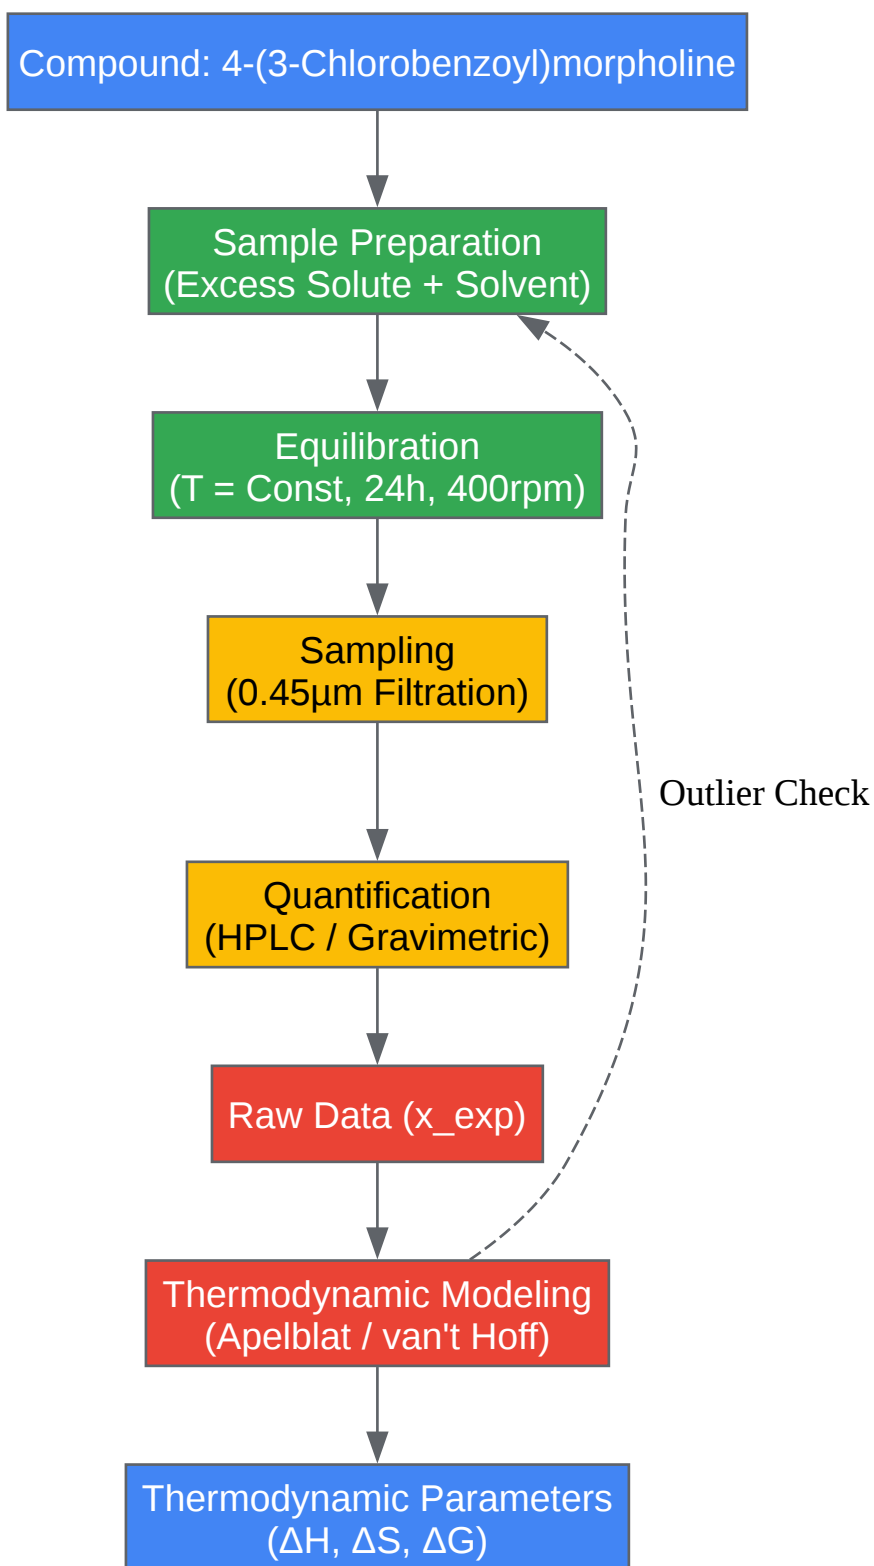 Compound: 4-(3-Chlorobenzoyl)morpholine
Sample Preparation
(Excess Solute + Solvent)
Equilibration
(T = Const, 24h, 400rpm)
Sampling
(0.45µm Filtration)
Outlier Check
Quantification
(HPLC / Gravimetric)
Raw Data (x_exp)
Thermodynamic Modeling
(Apelblat / van't Hoff)
Thermodynamic Parameters
(ΔH, ΔS, ΔG)